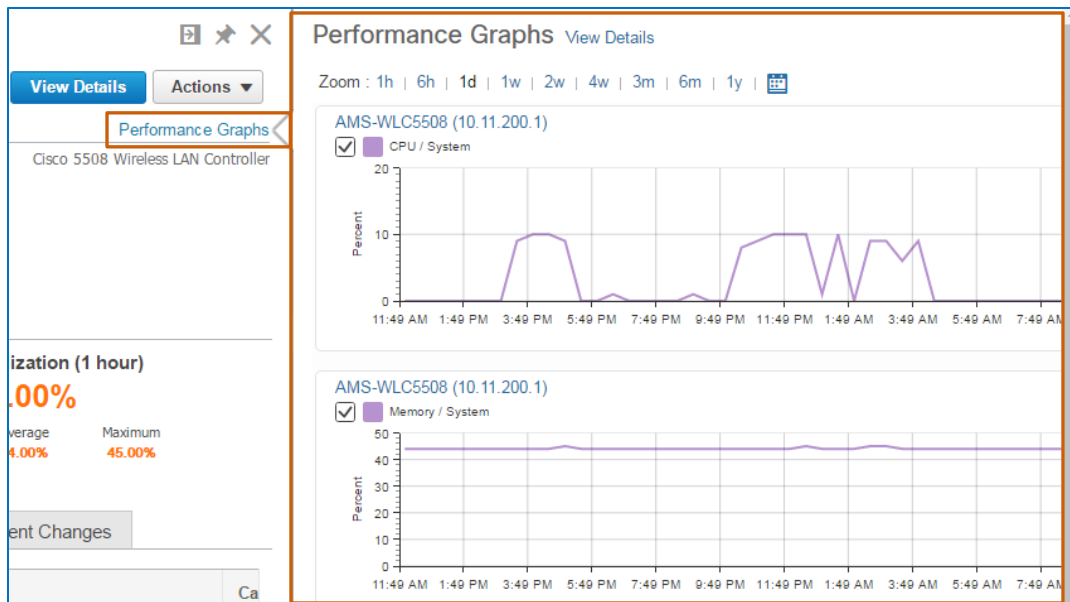 View Details
Actions
Performance Graphs
Cisco 5508 Wireless LAN Controller
ization (1 hour)
.00%
verage Maximum
4.00% 45.00%
ent Changes
Ca
Performance Graphs View Details
Zoom : 1h | 6h | 1d | 1w | 2w | 4w | 3m | 6m | 1y |
AMS-WLC5508 (10.11.200.1)
CPU / System
20
10
0
Percent
11:49 AM 1:49 PM 3:49 PM 5:49 PM 7:49 PM 9:49 PM 11:49 PM 1:49 AM 3:49 AM 5:49 AM 7:49 AM
AMS-WLC5508 (10.11.200.1)
Memory / System
50
40
30
20
10
0
Percent
11:49 AM 1:49 PM 3:49 PM 5:49 PM 7:49 PM 9:49 PM 11:49 PM 1:49 AM 3:49 AM 5:49 AM 7:49 AM